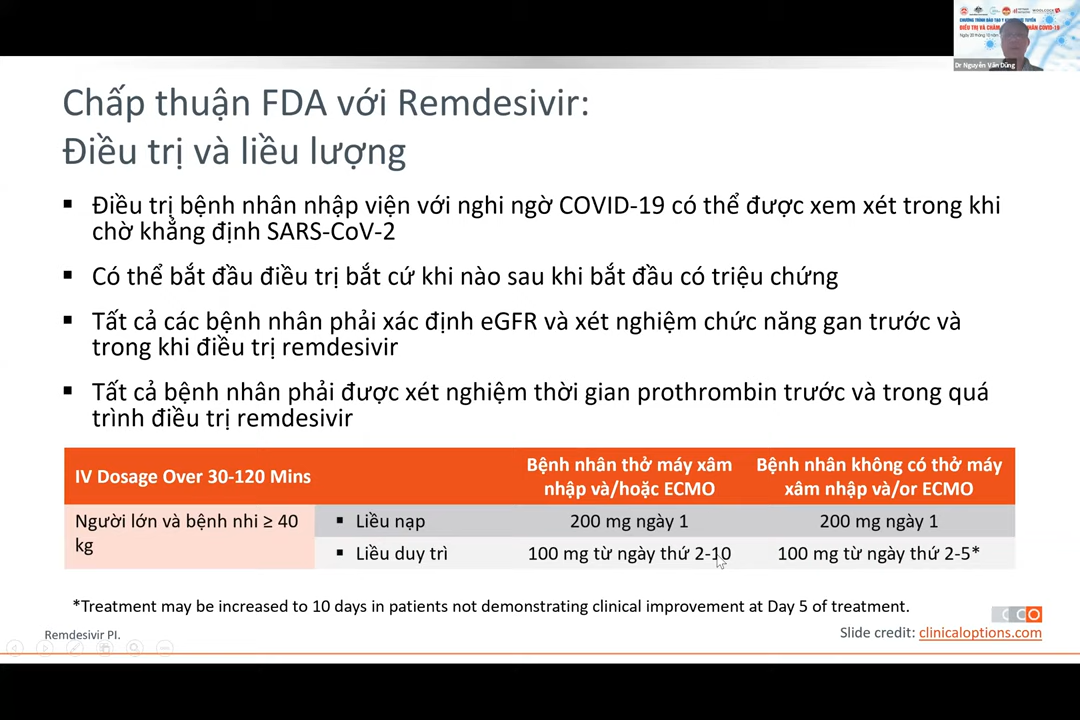 CHƯƠNG TRÌNH ĐÀO TẠO Y
Dr Nguyễn Văn Dũng
Chấp thuận FDA với Remdesivir:
Điều trị và liều lượng
▪ Điều trị bệnh nhân nhập viện với nghi ngờ COVID-19 có thể được xem xét trong khi
chờ khẳng định SARS-CoV-2
▪ Có thể bắt đầu điều trị bắt cứ khi nào sau khi bắt đầu có triệu chứng
▪ Tất cả các bệnh nhân phải xác định eGFR và xét nghiệm chức năng gan trước và
trong khi điều trị remdesivir
▪ Tất cả bệnh nhân phải được xét nghiệm thời gian prothrombin trước và trong quá
trình điều trị remdesivir
IV Dosage Over 30-120 Mins
Bệnh nhân thở máy xâm
nhập và/hoặc ECMO
Bệnh nhân không có thở máy
xâm nhập và/or ECMO
Người lớn và bệnh nhi ≥ 40
kg
▪ Liều nạp
200 mg ngày 1
200 mg ngày 1
▪ Liều duy trì
100 mg từ ngày thứ 2-10
100 mg từ ngày thứ 2-5*
*Treatment may be increased to 10 days in patients not demonstrating clinical improvement at Day 5 of treatment.
CCO
Remdesivir PI.
Slide credit: clinicaloptions.com